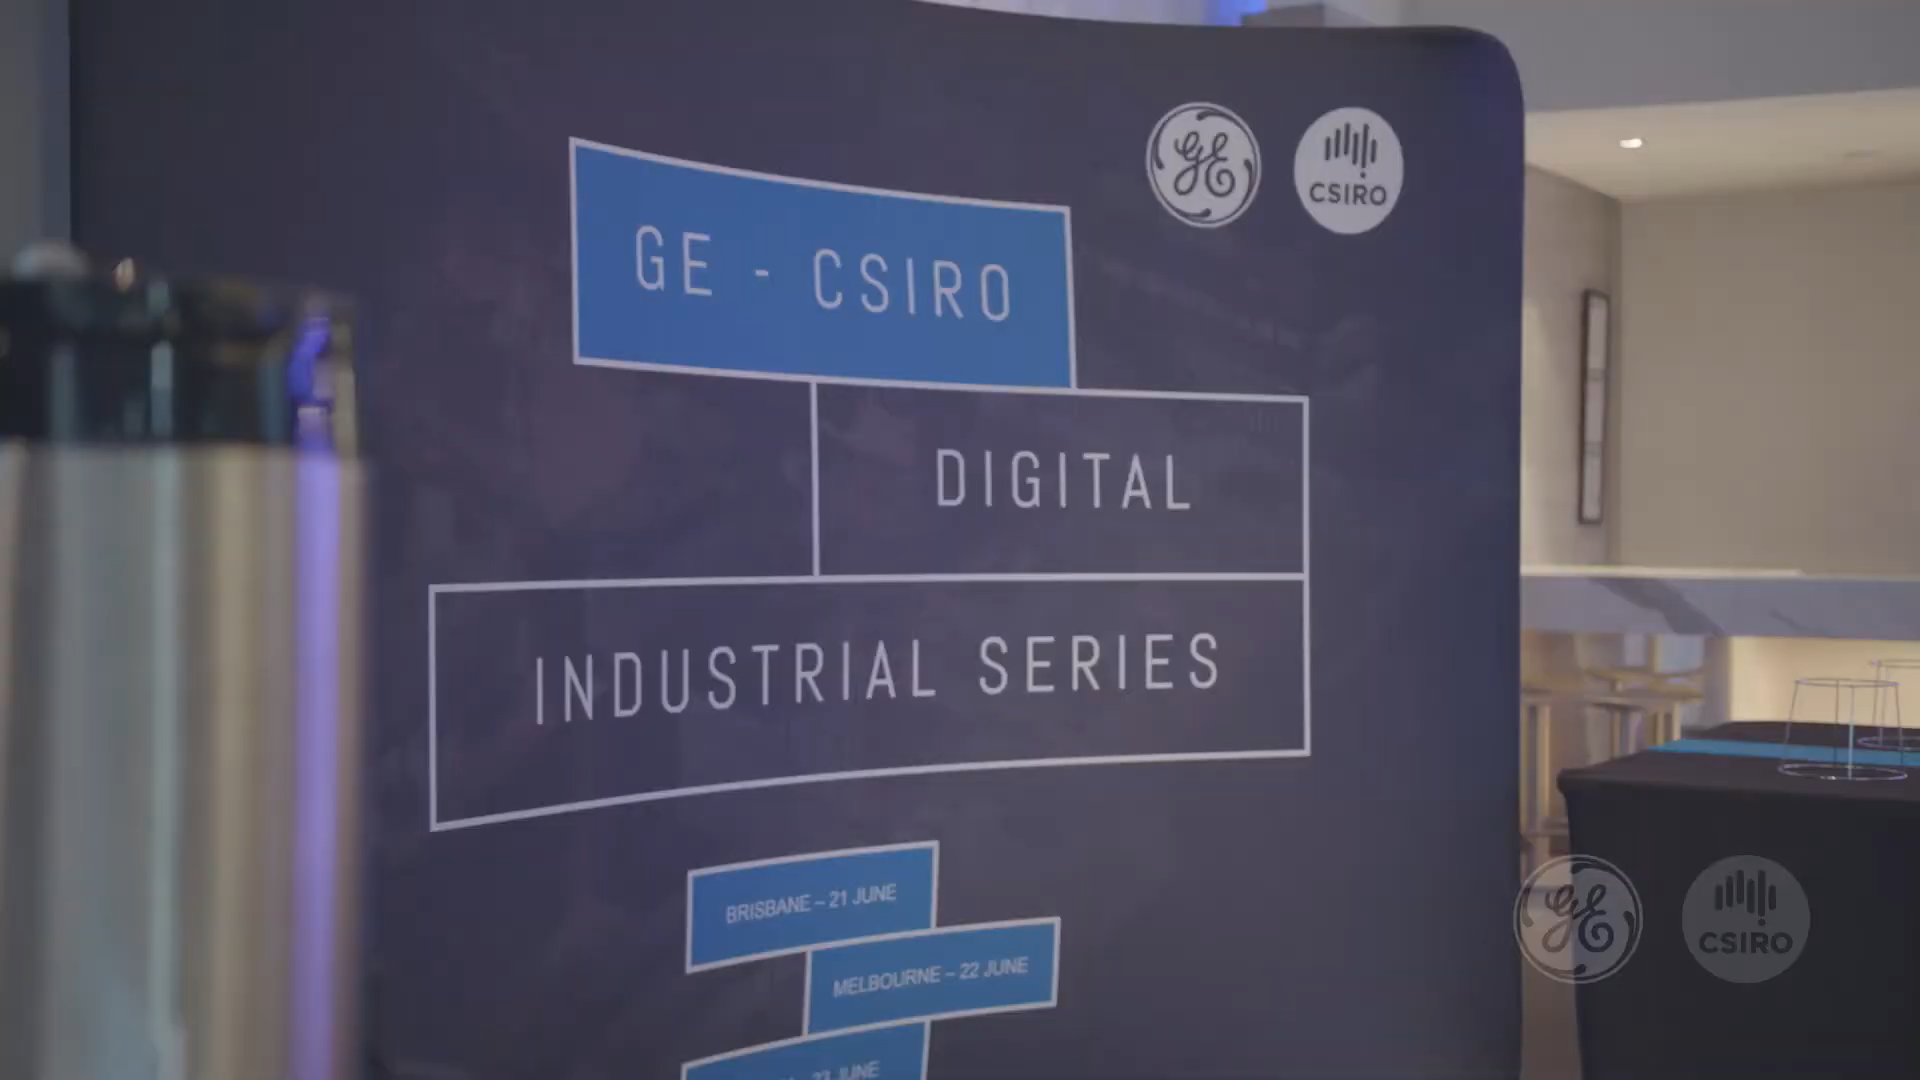 GE
CSIRO
GE - CSIRO
DIGITAL
INDUSTRIAL SERIES
BRISBANE – 21 JUNE
MELBOURNE – 22 JUNE
23 JUNE
GE
CSIRO